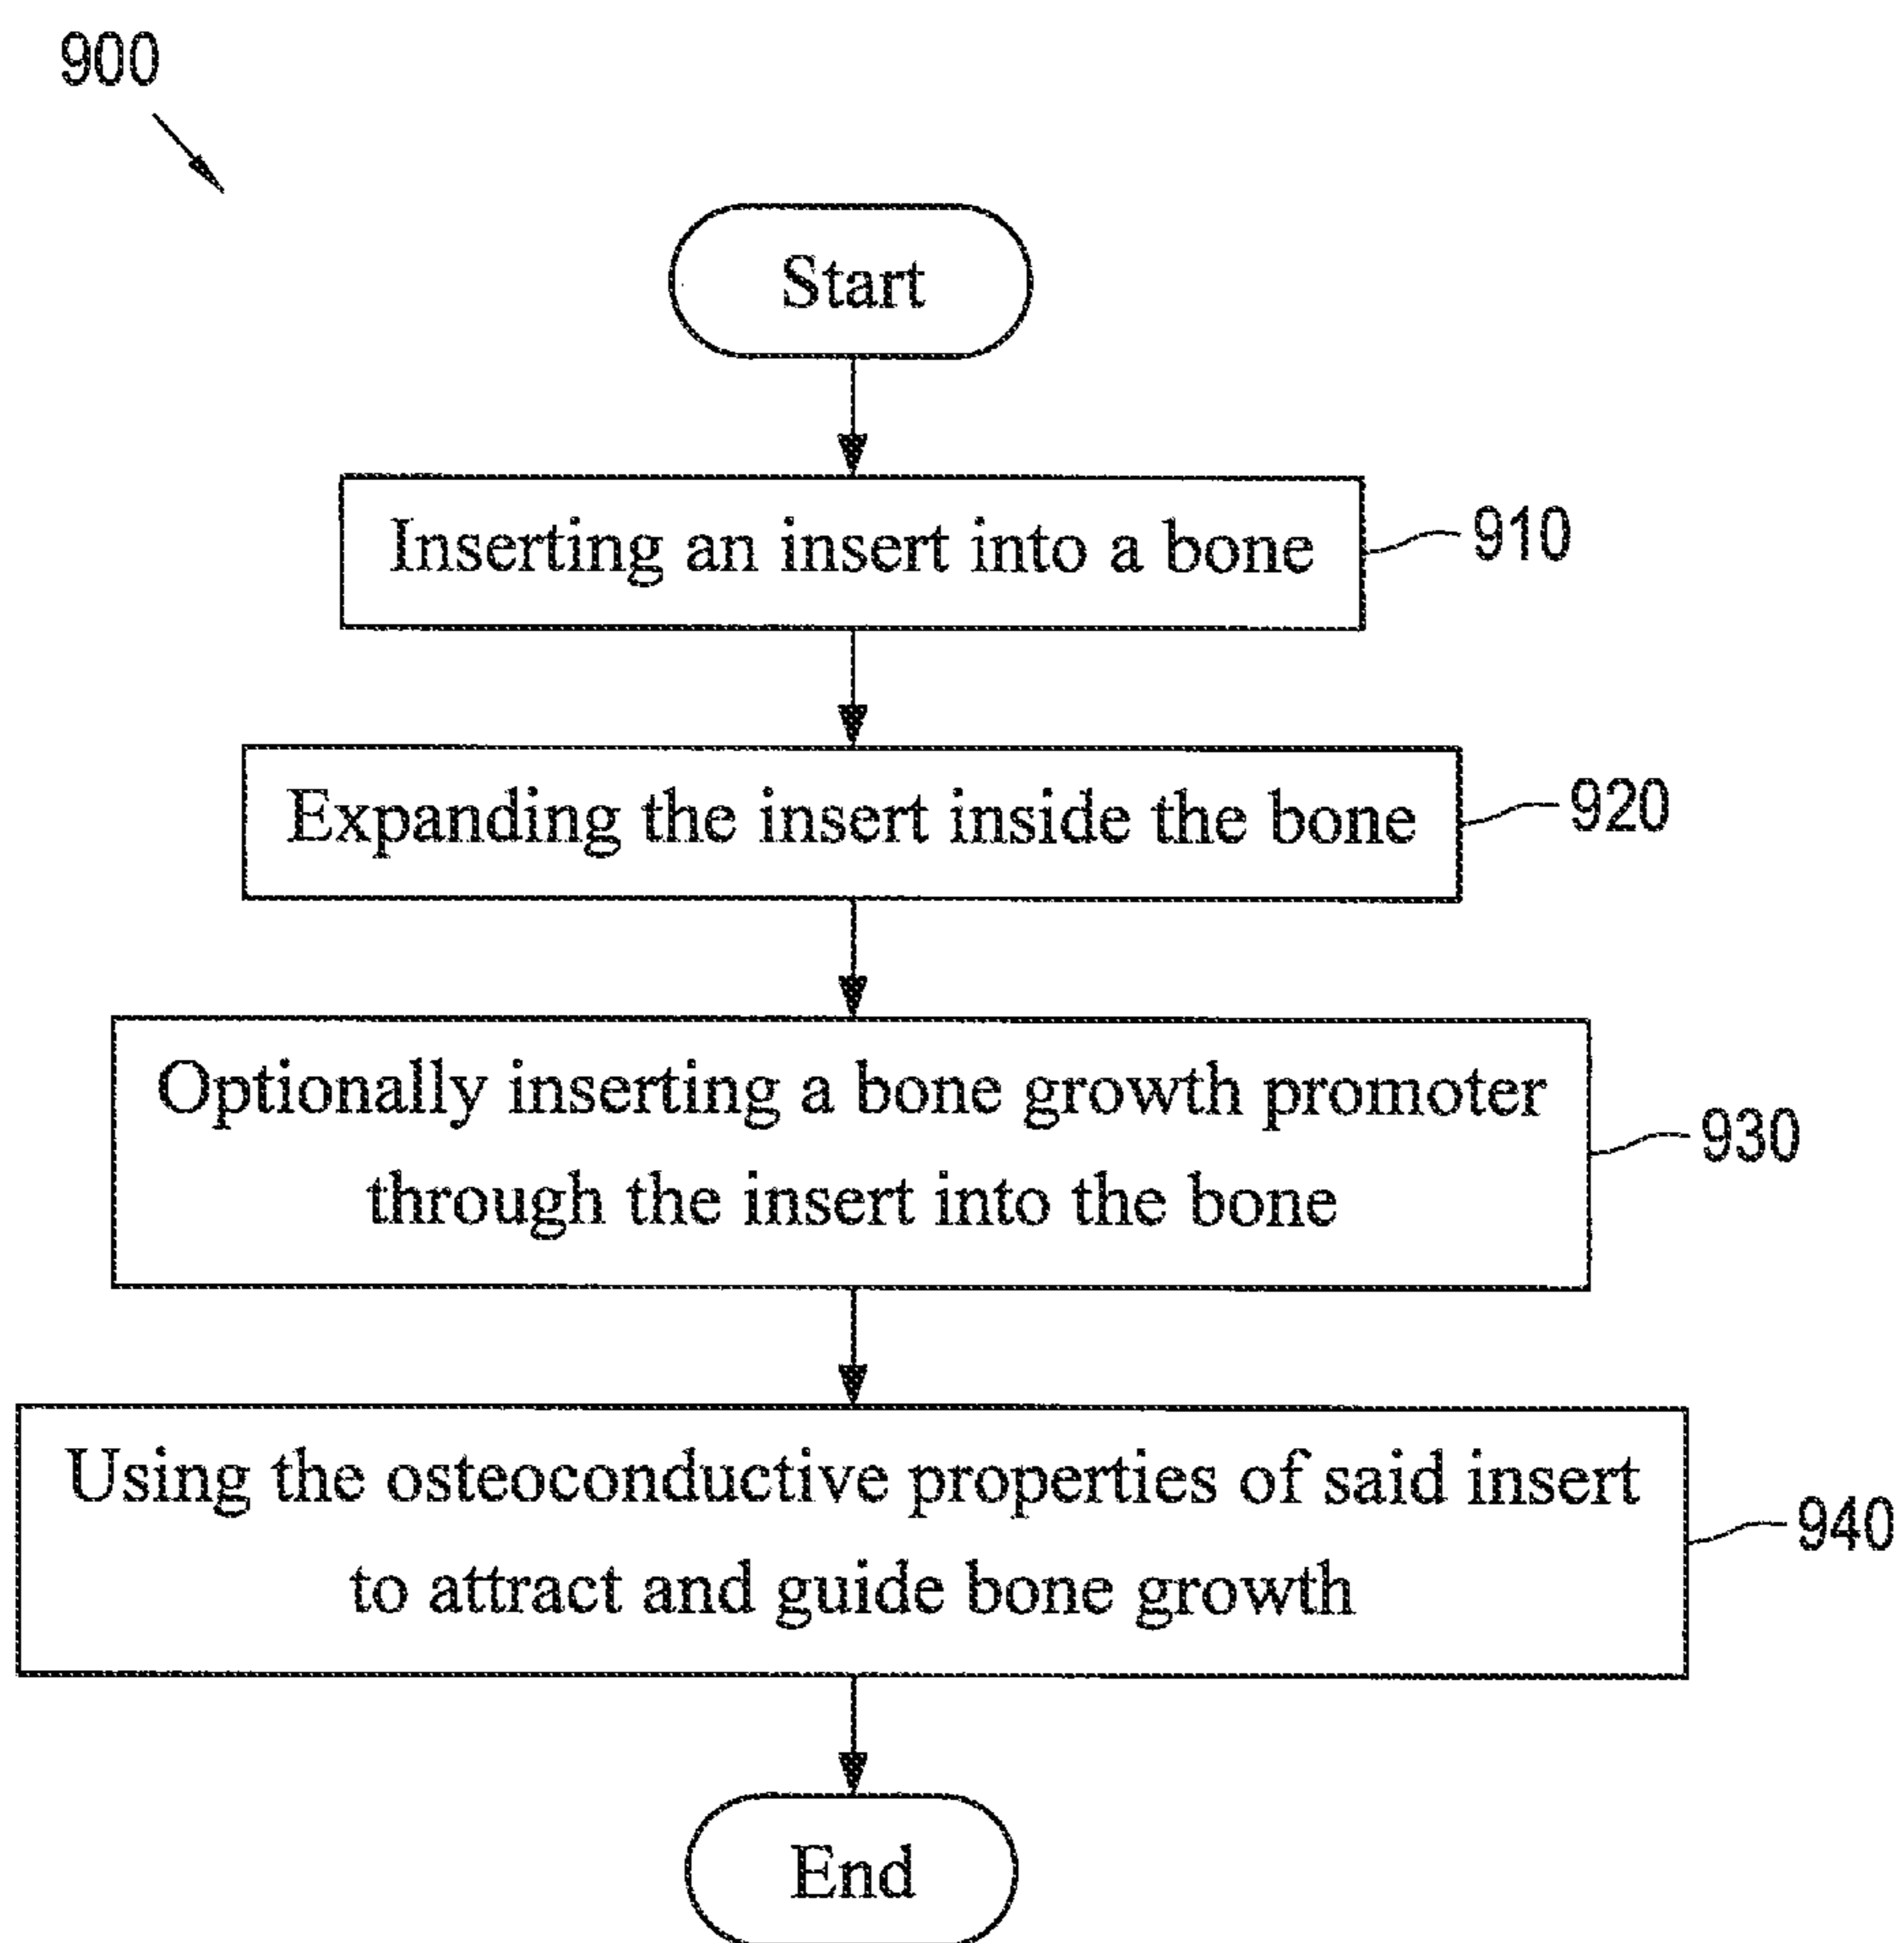 900
Start
Inserting an insert into a bone
910
Expanding the insert inside the bone
920
Optionally inserting a bone growth promoter
through the insert into the bone
930
Using the osteoconductive properties of said insert
to attract and guide bone growth
940
End